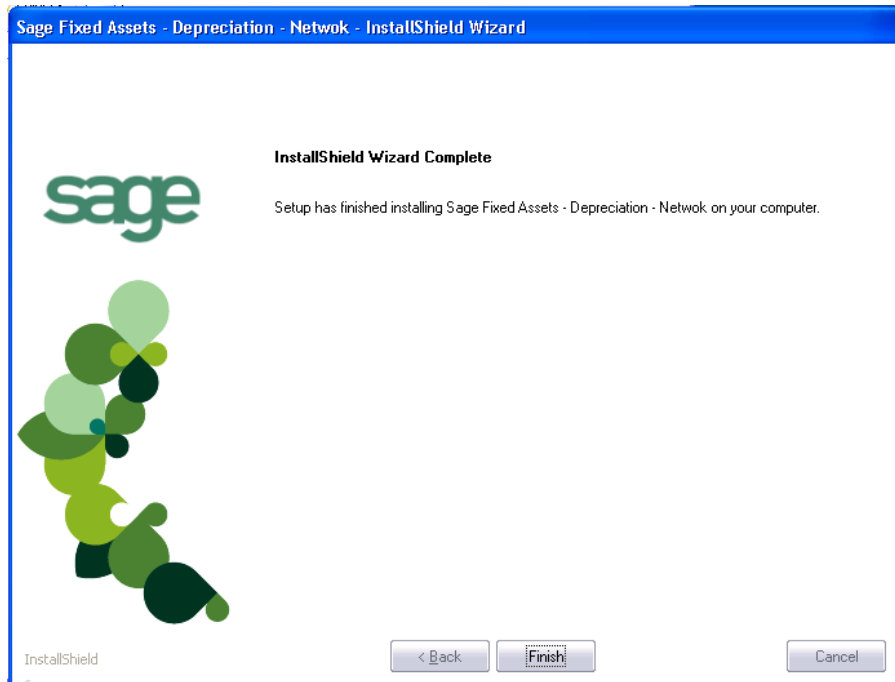 Sage Fixed Assets - Depreciation - Netwok - InstallShield Wizard
InstallShield Wizard Complete
sage
Setup has finished installing Sage Fixed Assets - Depreciation - Netwok on your computer.
InstallShield
< Back
Finish
Cancel